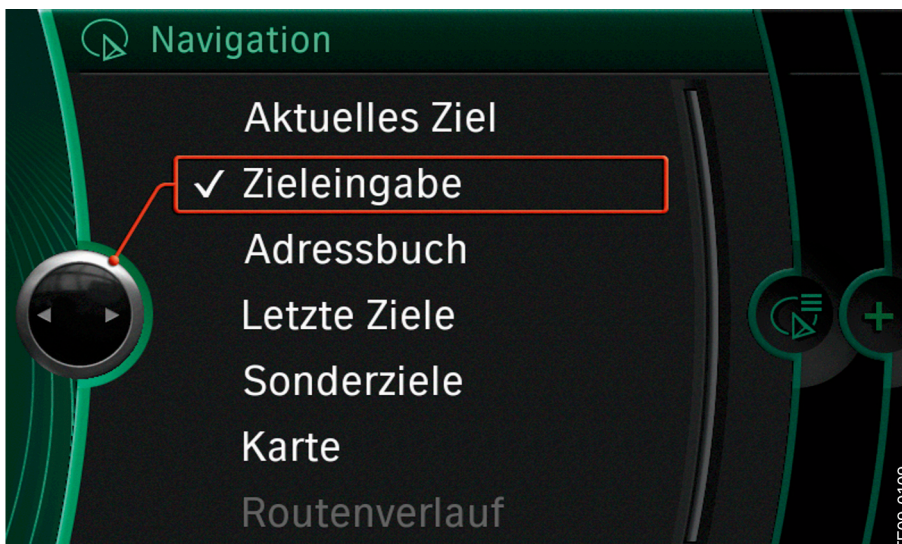 Navigation
Aktuelles Ziel
Zieleingabe
Adressbuch
Letzte Ziele
Sonderziele
Karte
Routenverlauf